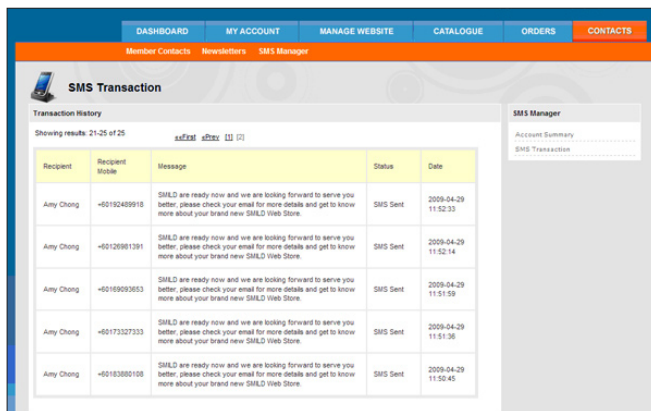 DASHBOARD MY ACCOUNT MANAGE WEBSITE CATALOGUE ORDERS CONTACTS
Member Contacts Newsletters SMS Manager
SMS Transaction
Transaction History
Showing results: 21-25 of 25 ««First «Prev [1] [2]
Recipient Recipient Mobile Message Status Date
Amy Chong +60192489918 SMILD are ready now and we are looking forward to serve you
better, please check your email for more details and get to know
more about your brand new SMILD Web Store. SMS Sent 2009-04-29
11:52:33
Amy Chong +60126981391 SMILD are ready now and we are looking forward to serve you
better, please check your email for more details and get to know
more about your brand new SMILD Web Store. SMS Sent 2009-04-29
11:52:14
Amy Chong +60169093653 SMILD are ready now and we are looking forward to serve you
better, please check your email for more details and get to know
more about your brand new SMILD Web Store. SMS Sent 2009-04-29
11:51:59
Amy Chong +60173327333 SMILD are ready now and we are looking forward to serve you
better, please check your email for more details and get to know
more about your brand new SMILD Web Store. SMS Sent 2009-04-29
11:51:36
Amy Chong +60183880108 SMILD are ready now and we are looking forward to serve you
better, please check your email for more details and get to know
more about your brand new SMILD Web Store. SMS Sent 2009-04-29
11:50:45
SMS Manager
Account Summary
SMS Transaction